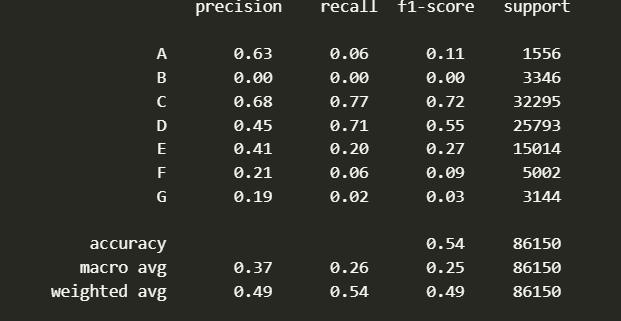 precision recall f1-score support
A 0.63 0.06 0.11 1556
B 0.00 0.00 0.00 3346
C 0.68 0.77 0.72 32295
D 0.45 0.71 0.55 25793
E 0.41 0.20 0.27 15014
F 0.21 0.06 0.09 5002
G 0.19 0.02 0.03 3144
accuracy 0.54 86150
macro avg 0.37 0.26 0.25 86150
weighted avg 0.49 0.54 0.49 86150